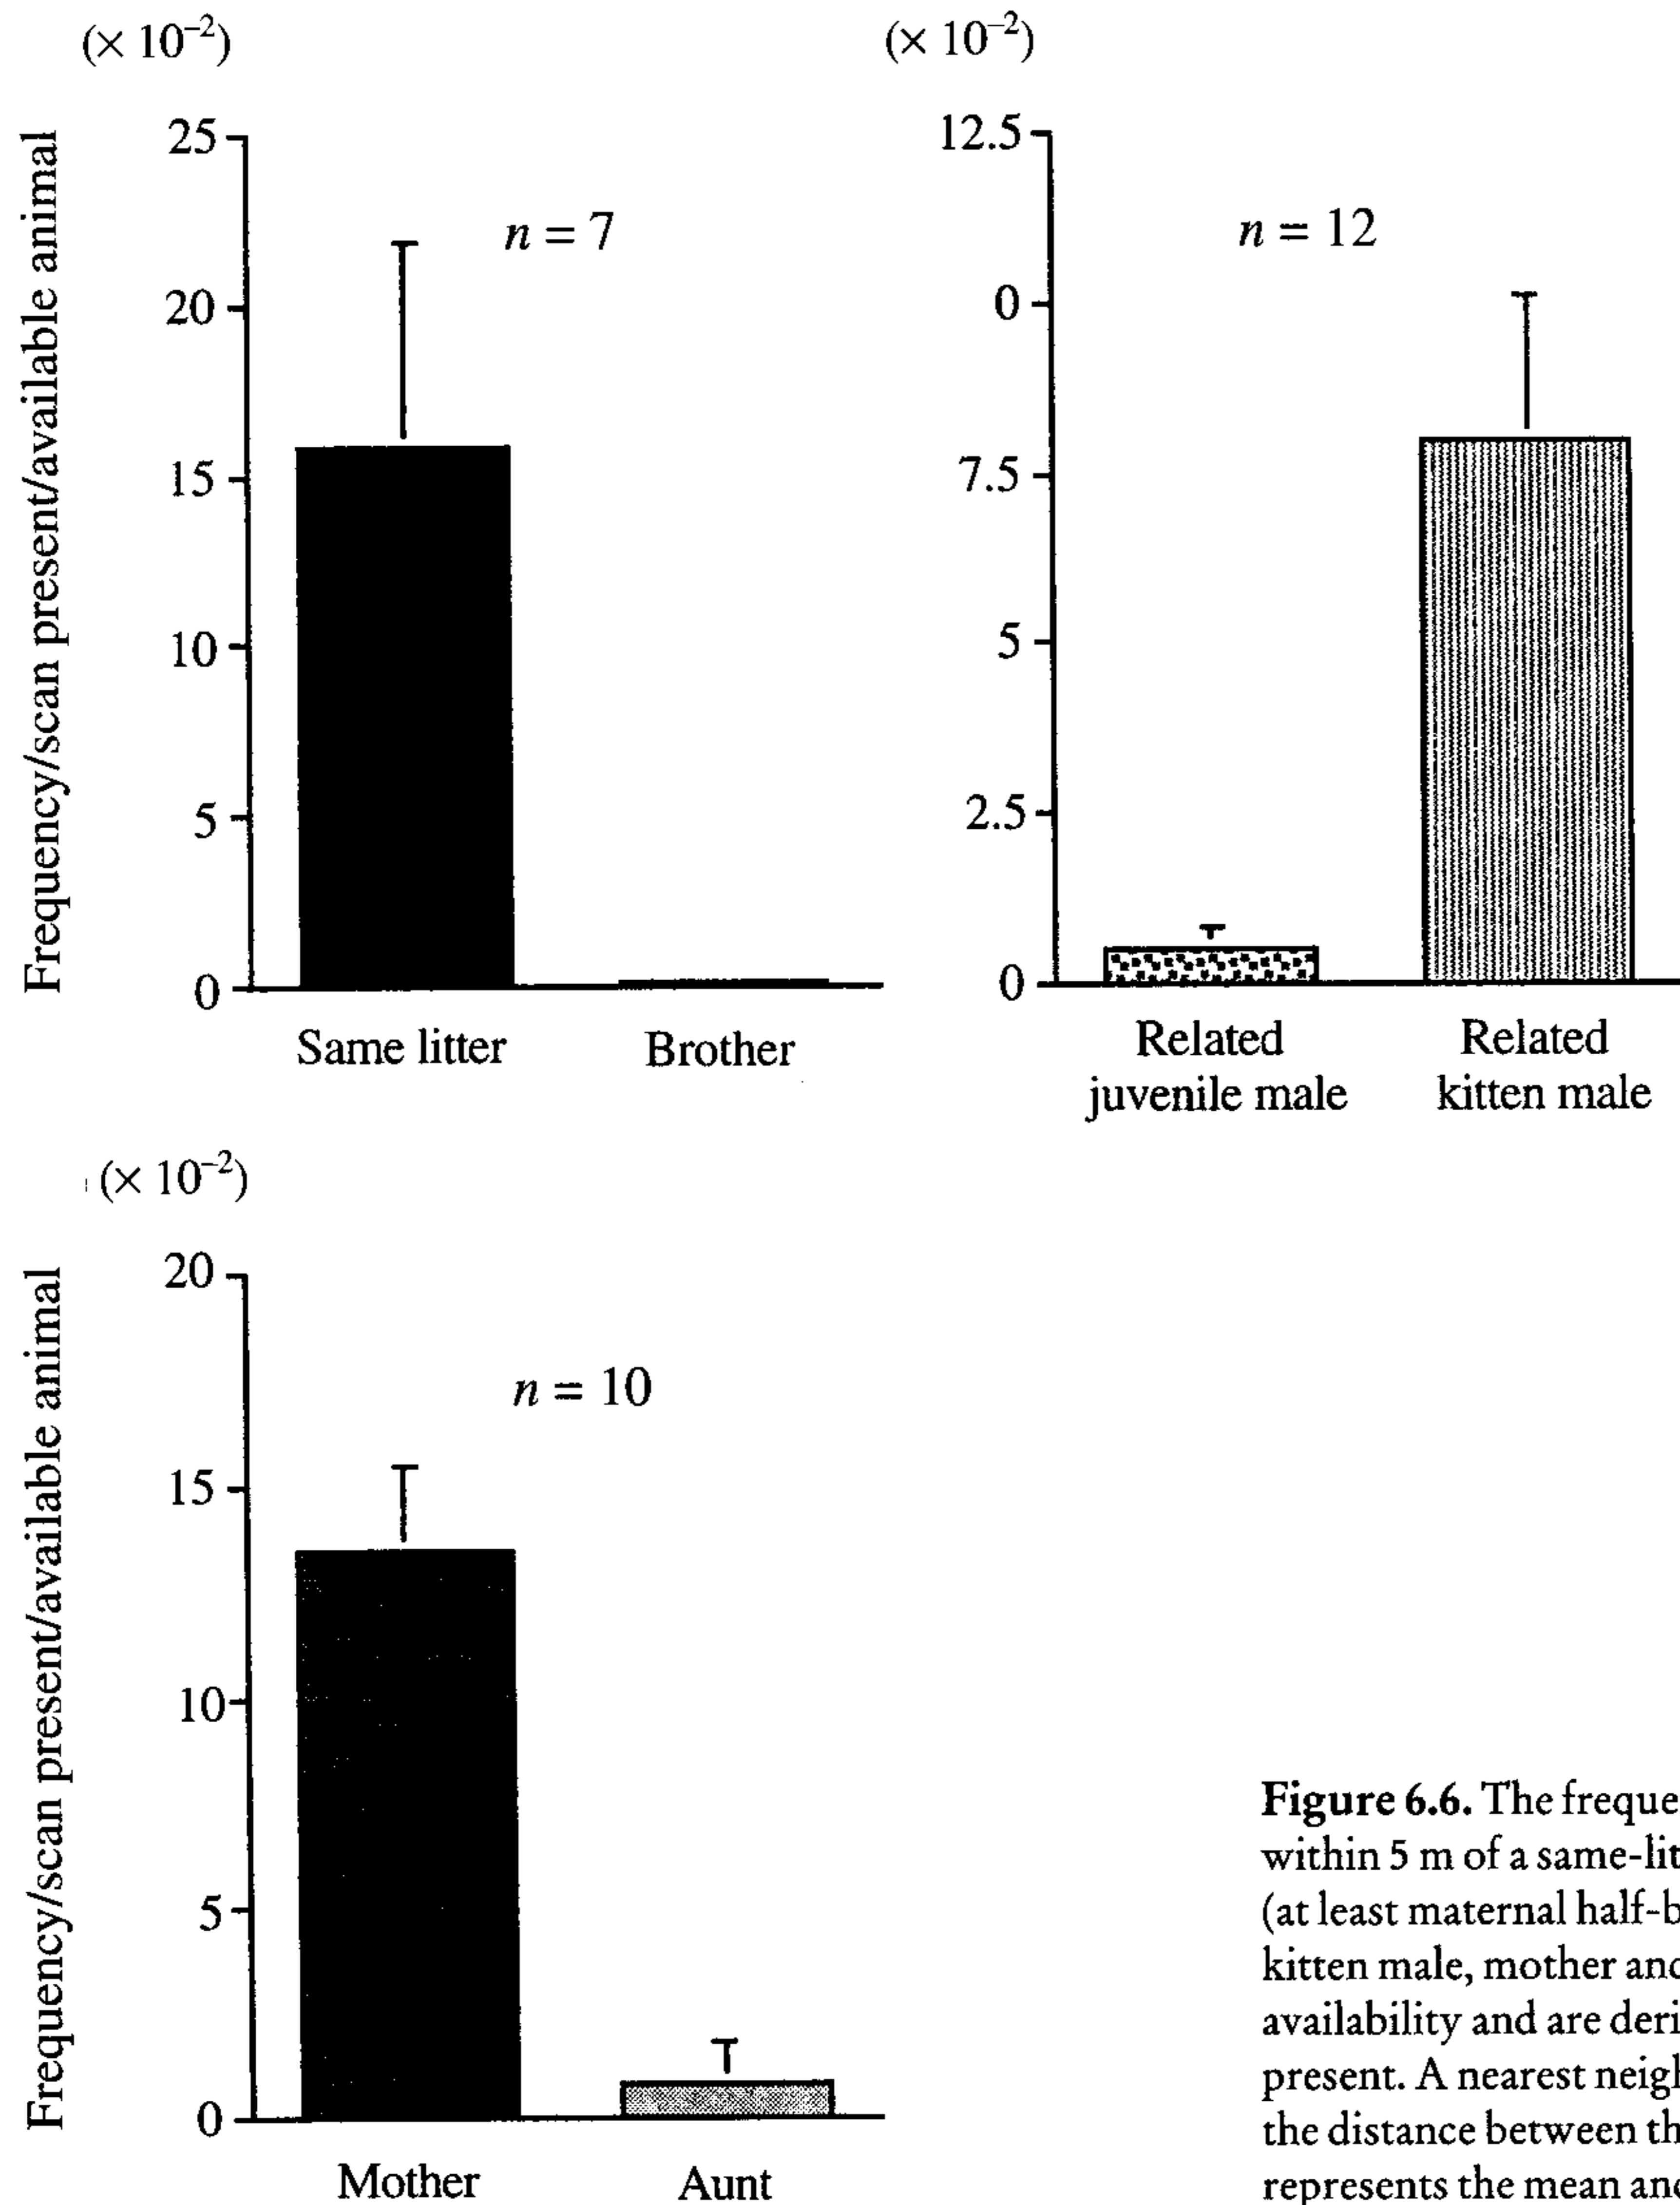 (× 10⁻²)
Frequency/scan present/available animal
25
20
15
10
5
0
n = 7
Same litter
Brother
(× 10⁻²)
12.5
0
7.5
5
2.5
0
n = 12
Related
juvenile male
Related
kitten male
(× 10⁻²)
Frequency/scan present/available animal
20
15
10
5
0
n = 10
Mother
Aunt
Figure 6.6. The freque
within 5 m of a same-lit
(at least maternal half-b
kitten male, mother and
availability and are deri
present. A nearest neigh
the distance between th
represents the mean and